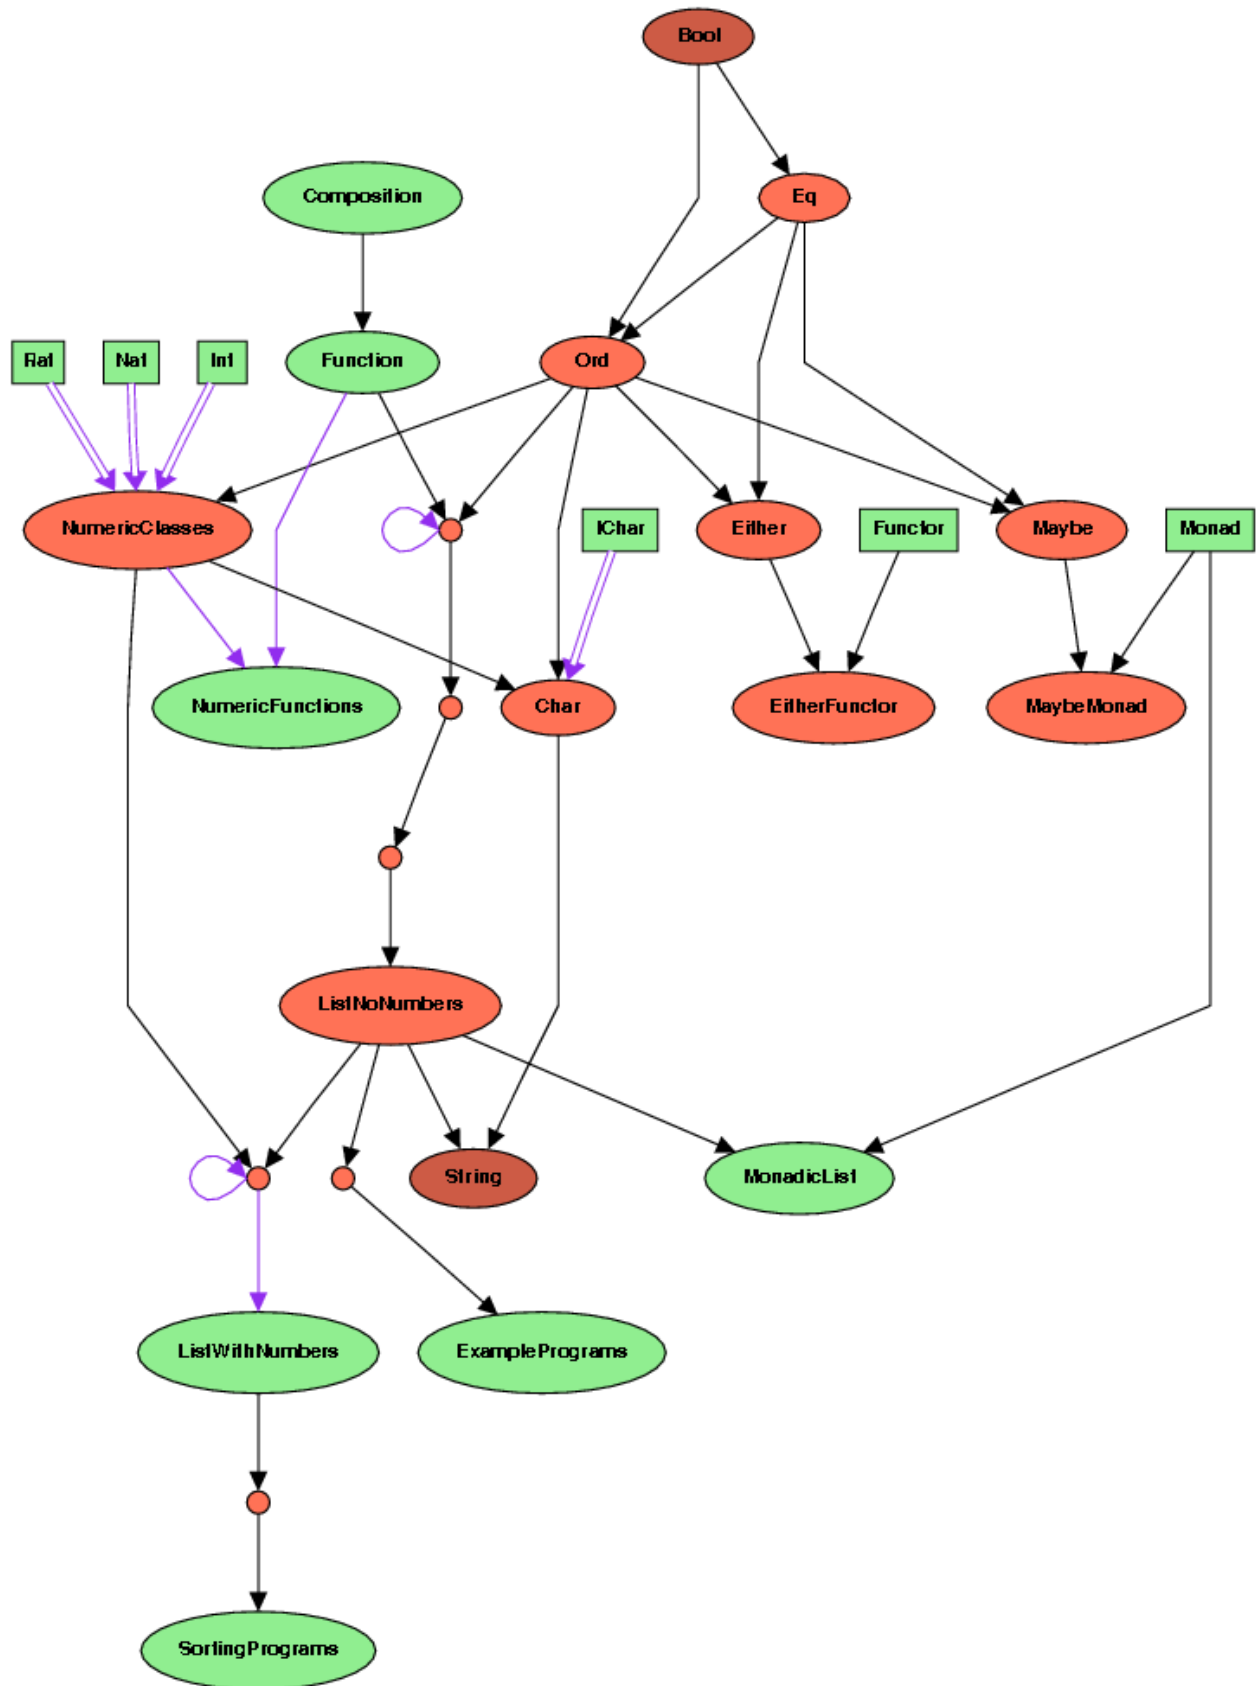 Bool
Composition
Eq
Rat
Nat
Int
Function
Ord
NumericClasses
IChar
Either
Functor
Maybe
Monad
NumericFunctions
Char
EitherFunctor
MaybeMonad
ListNoNumbers
String
MonadicList
ListWithNumbers
ExamplePrograms
SortingPrograms